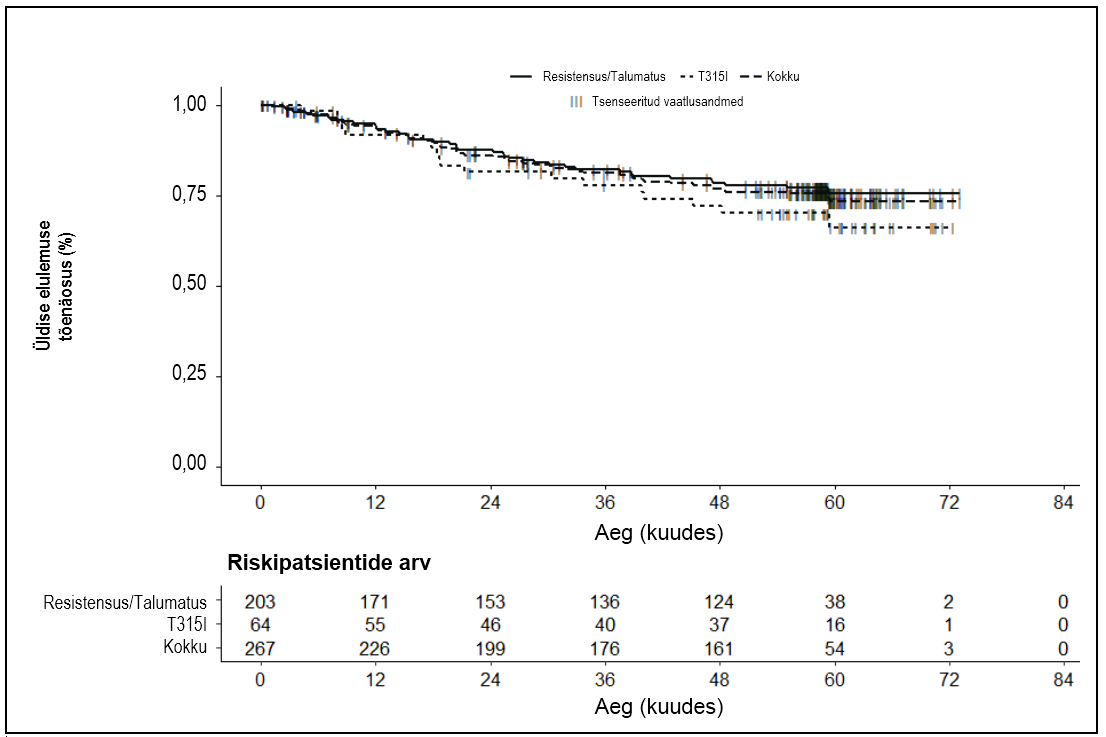 Resistensus/Talumatus T315I Kokku
Tsenseeritud vaatlusandmed
Üldise elulemuse
tõenäosus (%)
1,00
0,75
0,50
0,25
0,00
0 12 24 36 48 60 72 84
Aeg (kuudes)
Riskipatsientide arv
Resistensus/Talumatus 203 171 153 136 124 38 2 0
T315I 64 55 46 40 37 16 1 0
Kokku 267 226 199 176 161 54 3 0
0 12 24 36 48 60 72 84
Aeg (kuudes)